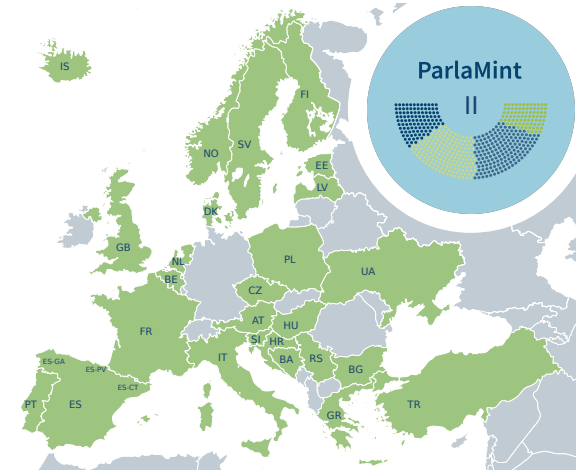 ParlaMint
II
IS
FI
NO
SV
EE
LV
DK
GB
NL
BE
PL
UA
CZ
FR
AT
HU
SI
HR
IT
BA
RS
BG
ES-GA
ES-PV
ES-CT
PT
ES
GR
TR